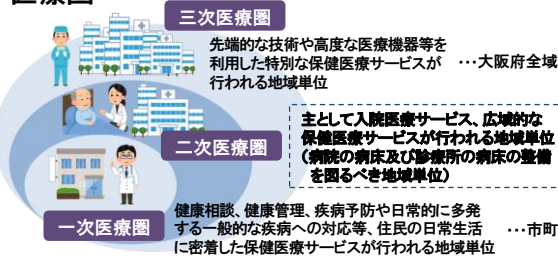 三次医療圏
先端的な技術や高度な医療機器等を
利用した特別な保健医療サービスが …大阪府全域
行われる地域単位
主として入院医療サービス、広域的な
二次医療圏 保健医療サービスが行われる地域単位
（病院の病床及び診療所の病床の整備
を図るべき地域単位）
一次医療圏
健康相談、健康管理、疾病予防や日常的に多発
する一般的な疾病への対応等、住民の日常生活 …市町
に密着した保健医療サービスが行われる地域単位